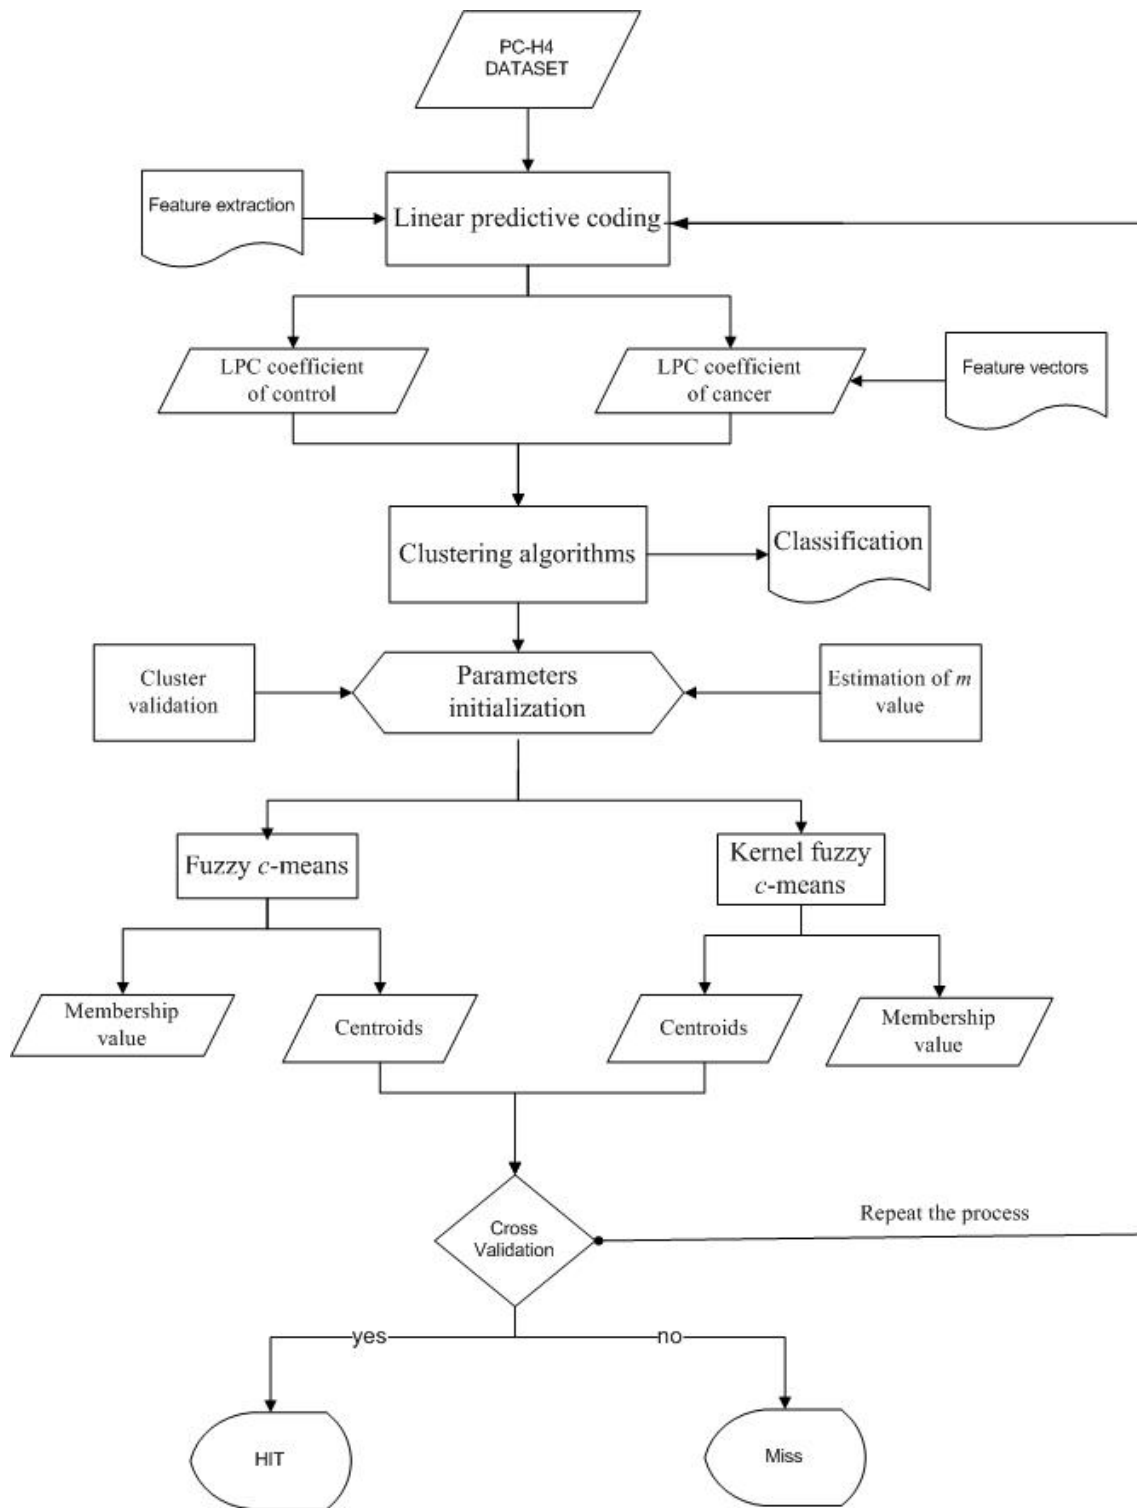 PC-H4
DATASET
Feature extraction
Linear predictive coding
LPC coefficient
of control
LPC coefficient
of cancer
Feature vectors
Clustering algorithms
Classification
Cluster
validation
Parameters
initialization
Estimation of m
value
Fuzzy c-means
Kernel fuzzy
c-means
Membership
value
Centroids
Centroids
Membership
value
Cross
Validation
Repeat the process
yes
no
HIT
Miss